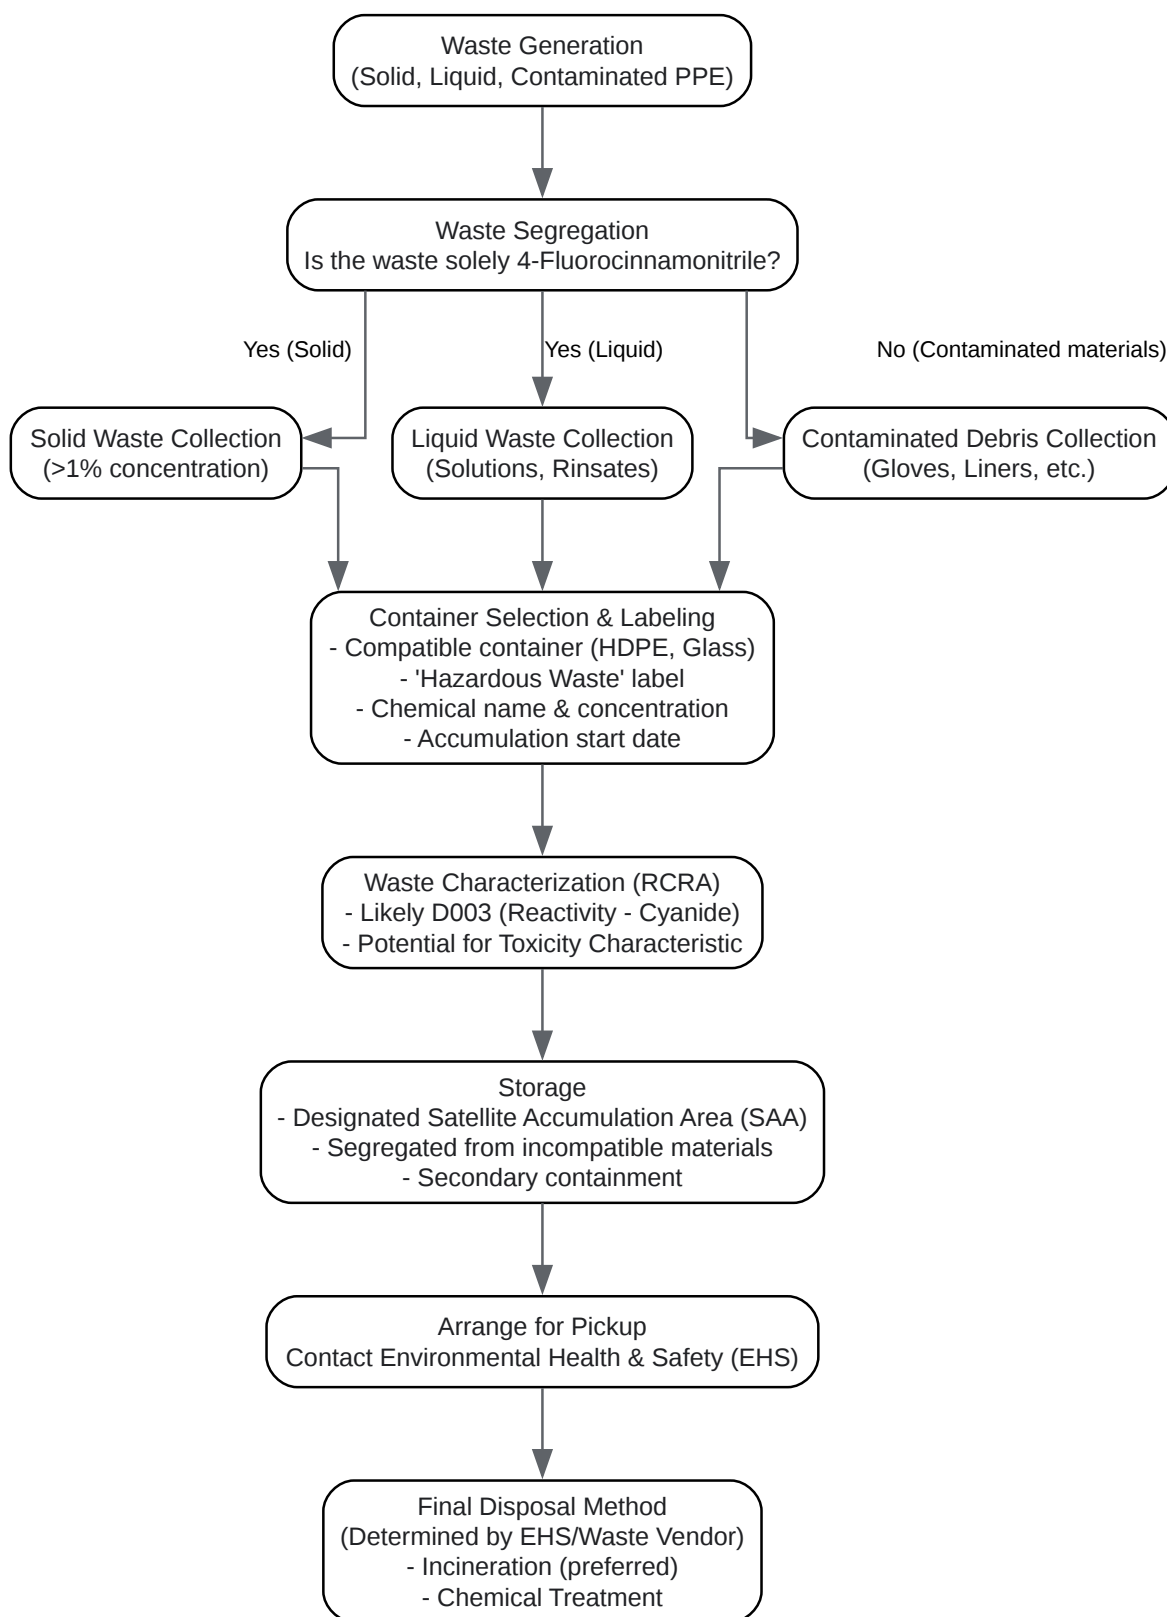 Waste Generation
(Solid, Liquid, Contaminated PPE)
Waste Segregation
Is the waste solely 4-Fluorocinnamonitrile?
Yes (Solid)
Yes (Liquid)
No (Contaminated materials)
Solid Waste Collection
(>1% concentration)
Liquid Waste Collection
(Solutions, Rinsates)
Contaminated Debris Collection
(Gloves, Liners, etc.)
Container Selection & Labeling
- Compatible container (HDPE, Glass)
- 'Hazardous Waste' label
- Chemical name & concentration
- Accumulation start date
Waste Characterization (RCRA)
- Likely D003 (Reactivity - Cyanide)
- Potential for Toxicity Characteristic
Storage
- Designated Satellite Accumulation Area (SAA)
- Segregated from incompatible materials
- Secondary containment
Arrange for Pickup
Contact Environmental Health & Safety (EHS)
Final Disposal Method
(Determined by EHS/Waste Vendor)
- Incineration (preferred)
- Chemical Treatment